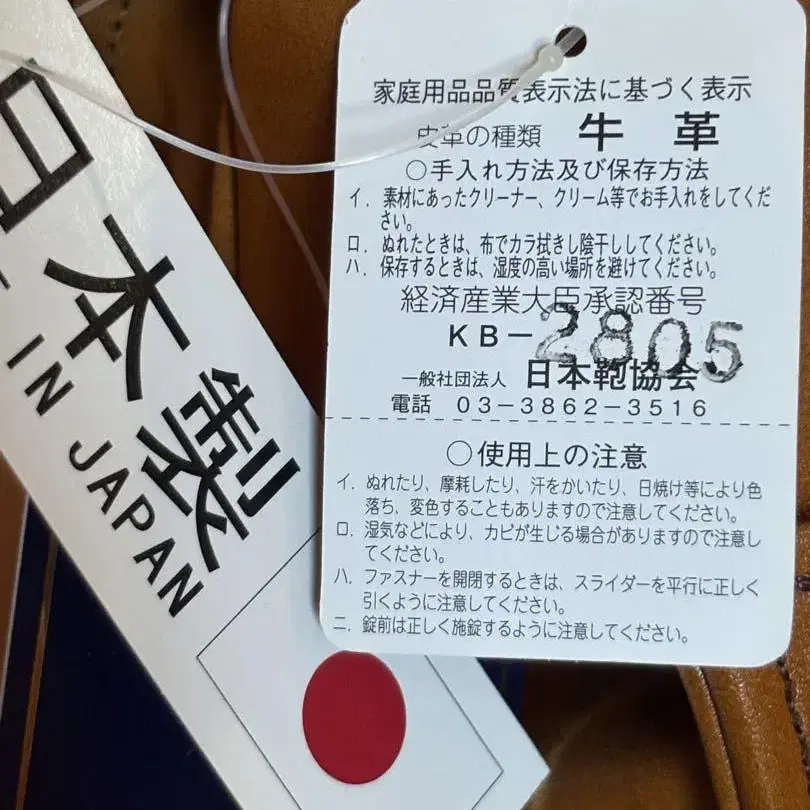 日本製
MADE IN JAPAN
家庭用品品質表示法に基づく表示
皮革の種類 牛革
○手入れ方法及び保存方法
イ．素材にあったクリーナー、クリーム等でお手入れをしてくだ
さい。
ロ．ぬれたときは、布でカラ拭きし陰干ししてください。
ハ．保存するときは、湿度の高い場所を避けてください。
経済産業大臣承認番号
KB－2805
一般社団法人 日本鞄協会
電話 03－3862－3516
○使用上の注意
イ．ぬれたり、摩耗したり、汗をかいたり、日焼け等により色
落ち、変色することもありますので注意してください。
ロ．湿気などにより、カビが生じる場合がありますので注意し
てください。
ハ．ファスナーを開閉するときは、スライダーを平行に正しく
引くように注意してください。
ニ．錠前は正しく施錠するように注意してください。